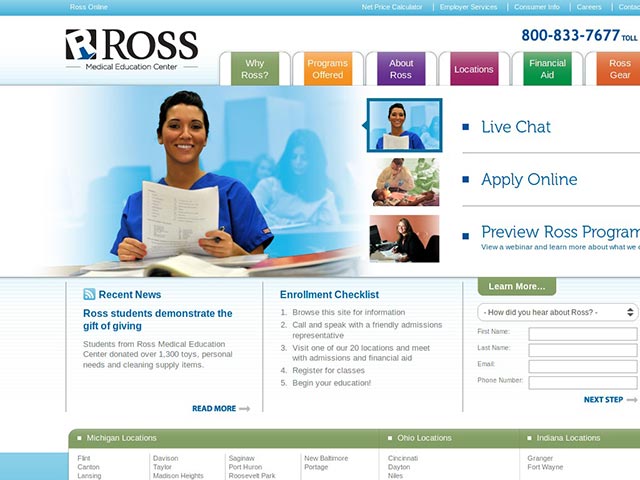 Ross Online
Net Price Calculator
Employer Services
Consumer Info
Careers
ROSS
Medical Education Center
800-833-7677 TOLL
Why
Ross?
Programs
Offered
About
Ross
Locations
Financial
Aid
Ross
Gear
Live Chat
Apply Online
Preview Ross Program
View a webinar and learn more about what we
Recent News
Ross students demonstrate the
gift of giving
Students from Ross Medical Education
Center donated over 1,300 toys, personal
needs and cleaning supply items.
READ MORE
Enrollment Checklist
1. Browse this site for information
2. Call and speak with a friendly admissions
representative
3. Visit one of our 20 locations and meet
with admissions and financial aid
4. Register for classes
5. Begin your education!
Learn More...
- How did you hear about Ross? -
First Name:
Last Name:
Email:
Phone Number:
NEXT STEP
Michigan Locations
Flint
Canton
Lansing
Davison
Taylor
Madison Heights
Saginaw
Port Huron
Roosevelt Park
New Baltimore
Portage
Ohio Locations
Cincinnati
Dayton
Niles
Indiana Locations
Granger
Fort Wayne